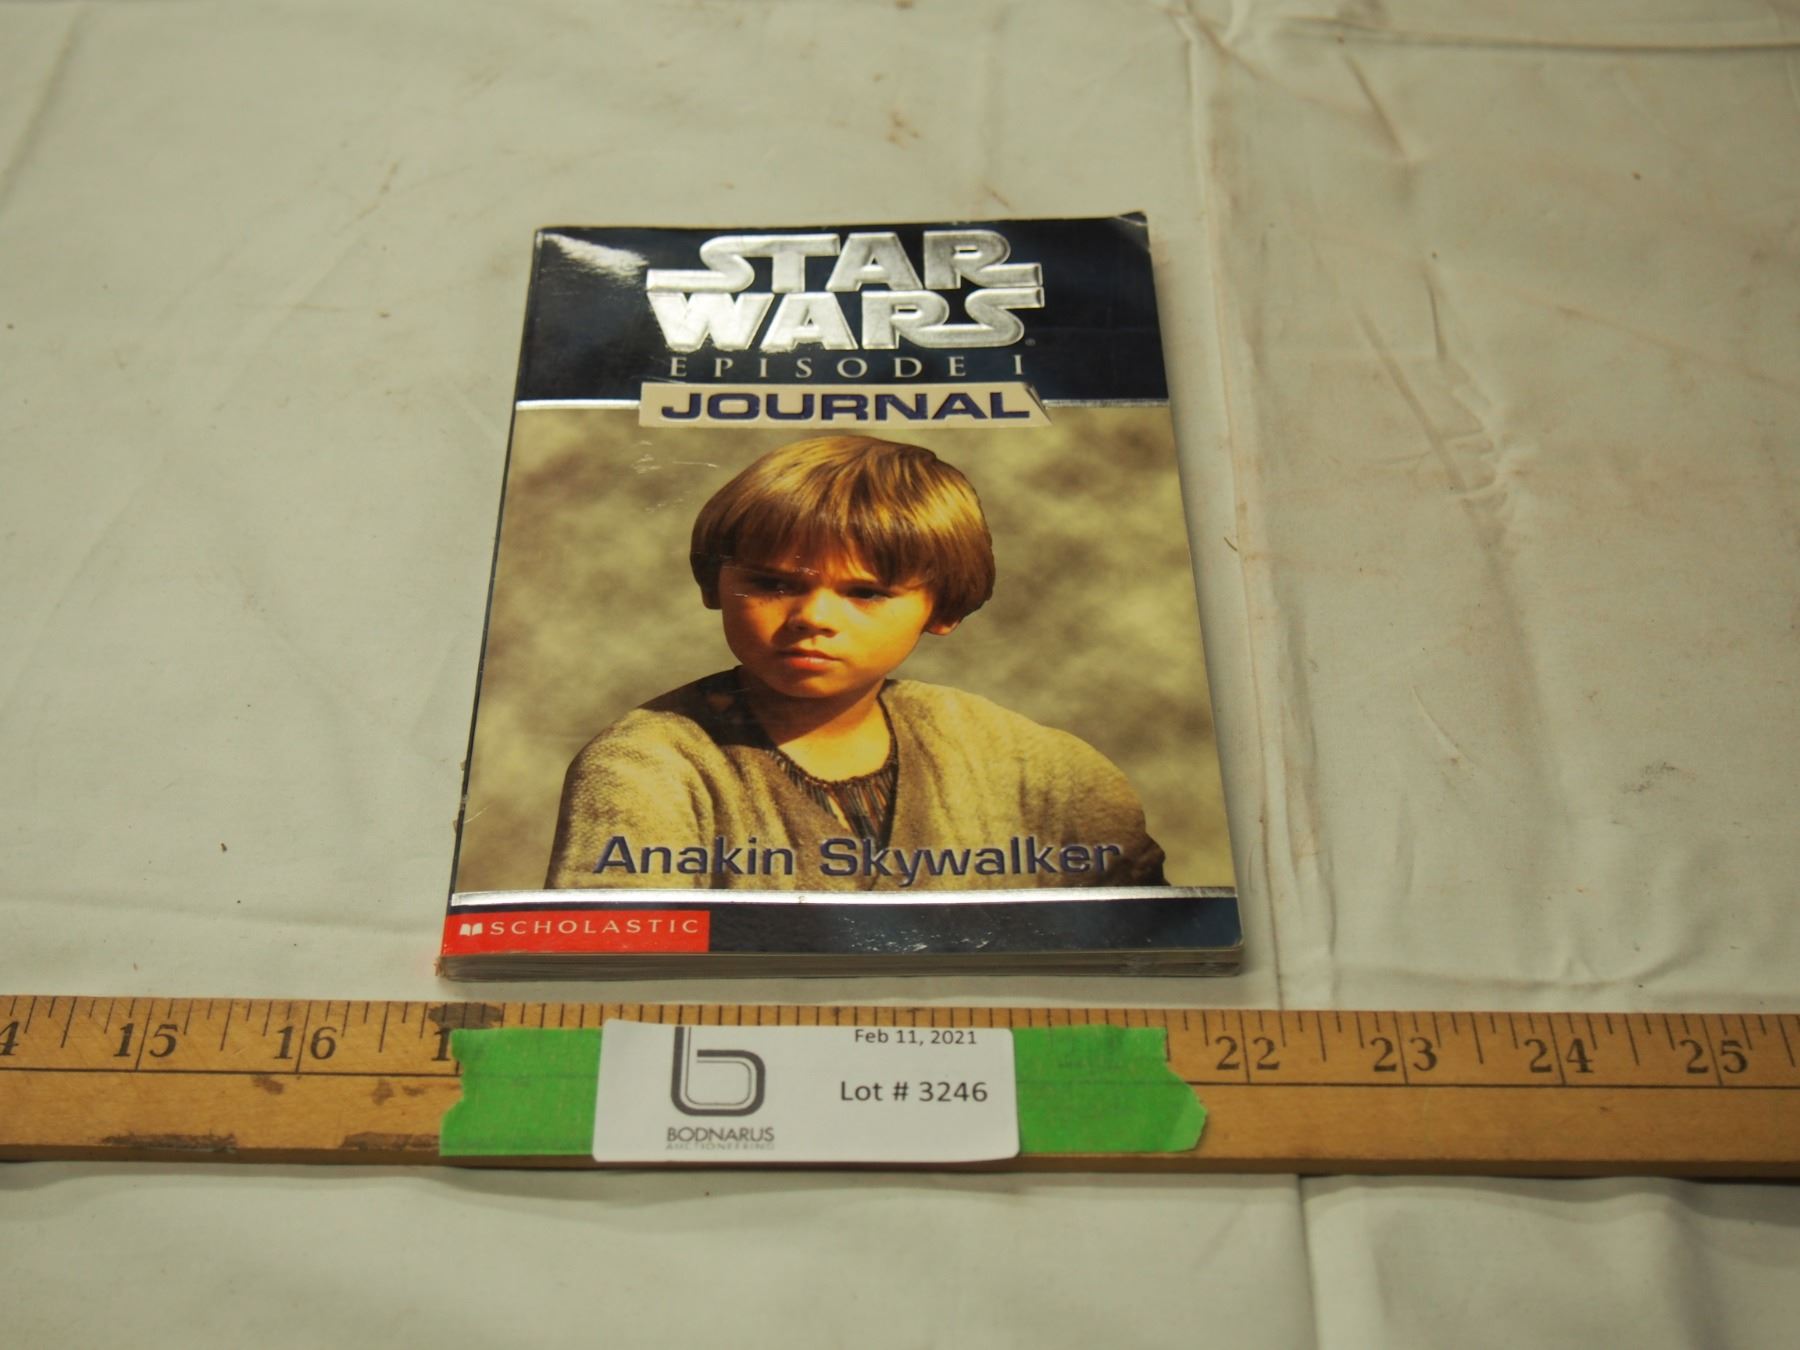 STAR
WARS
EPISODE I
JOURNAL
Anakin Skywalker
SCHOLASTIC
15 16 22 23 24 25
Feb 11, 2021
Lot # 3246
BODNARUS
AUCTIONEERING